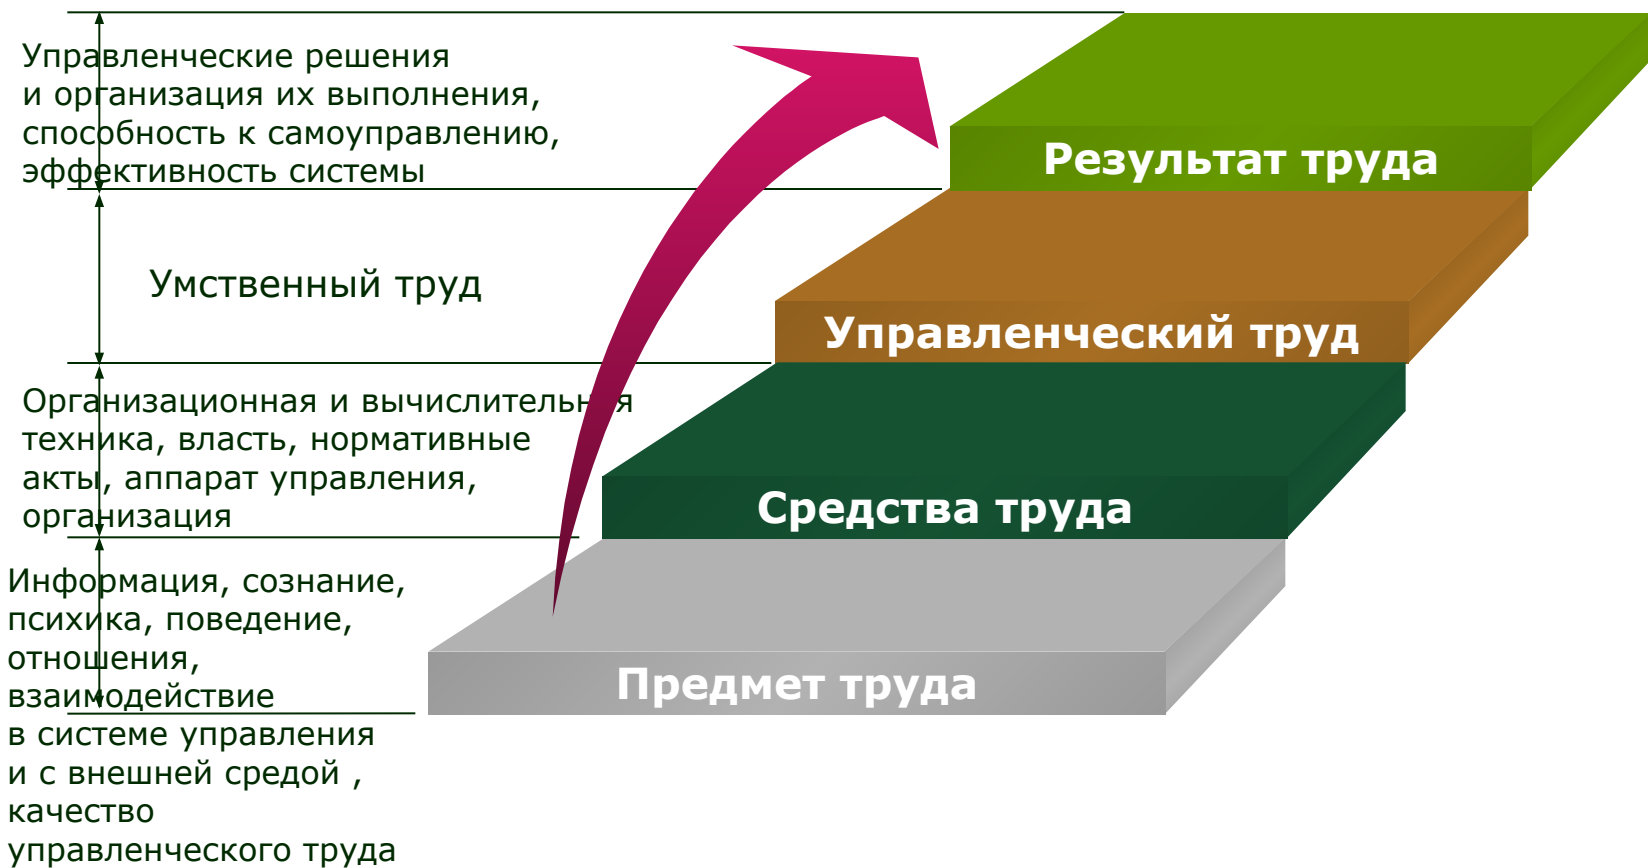 Управленческие решения
и организация их выполнения,
способность к самоуправлению,
эффективность системы
Результат труда
Умственный труд
Управленческий труд
Организационная и вычислительная
техника, власть, нормативные
акты, аппарат управления,
организация
Средства труда
Информация, сознание,
психика, поведение,
отношения,
взаимодействие
в системе управления
и с внешней средой ,
качество
управленческого труда
Предмет труда